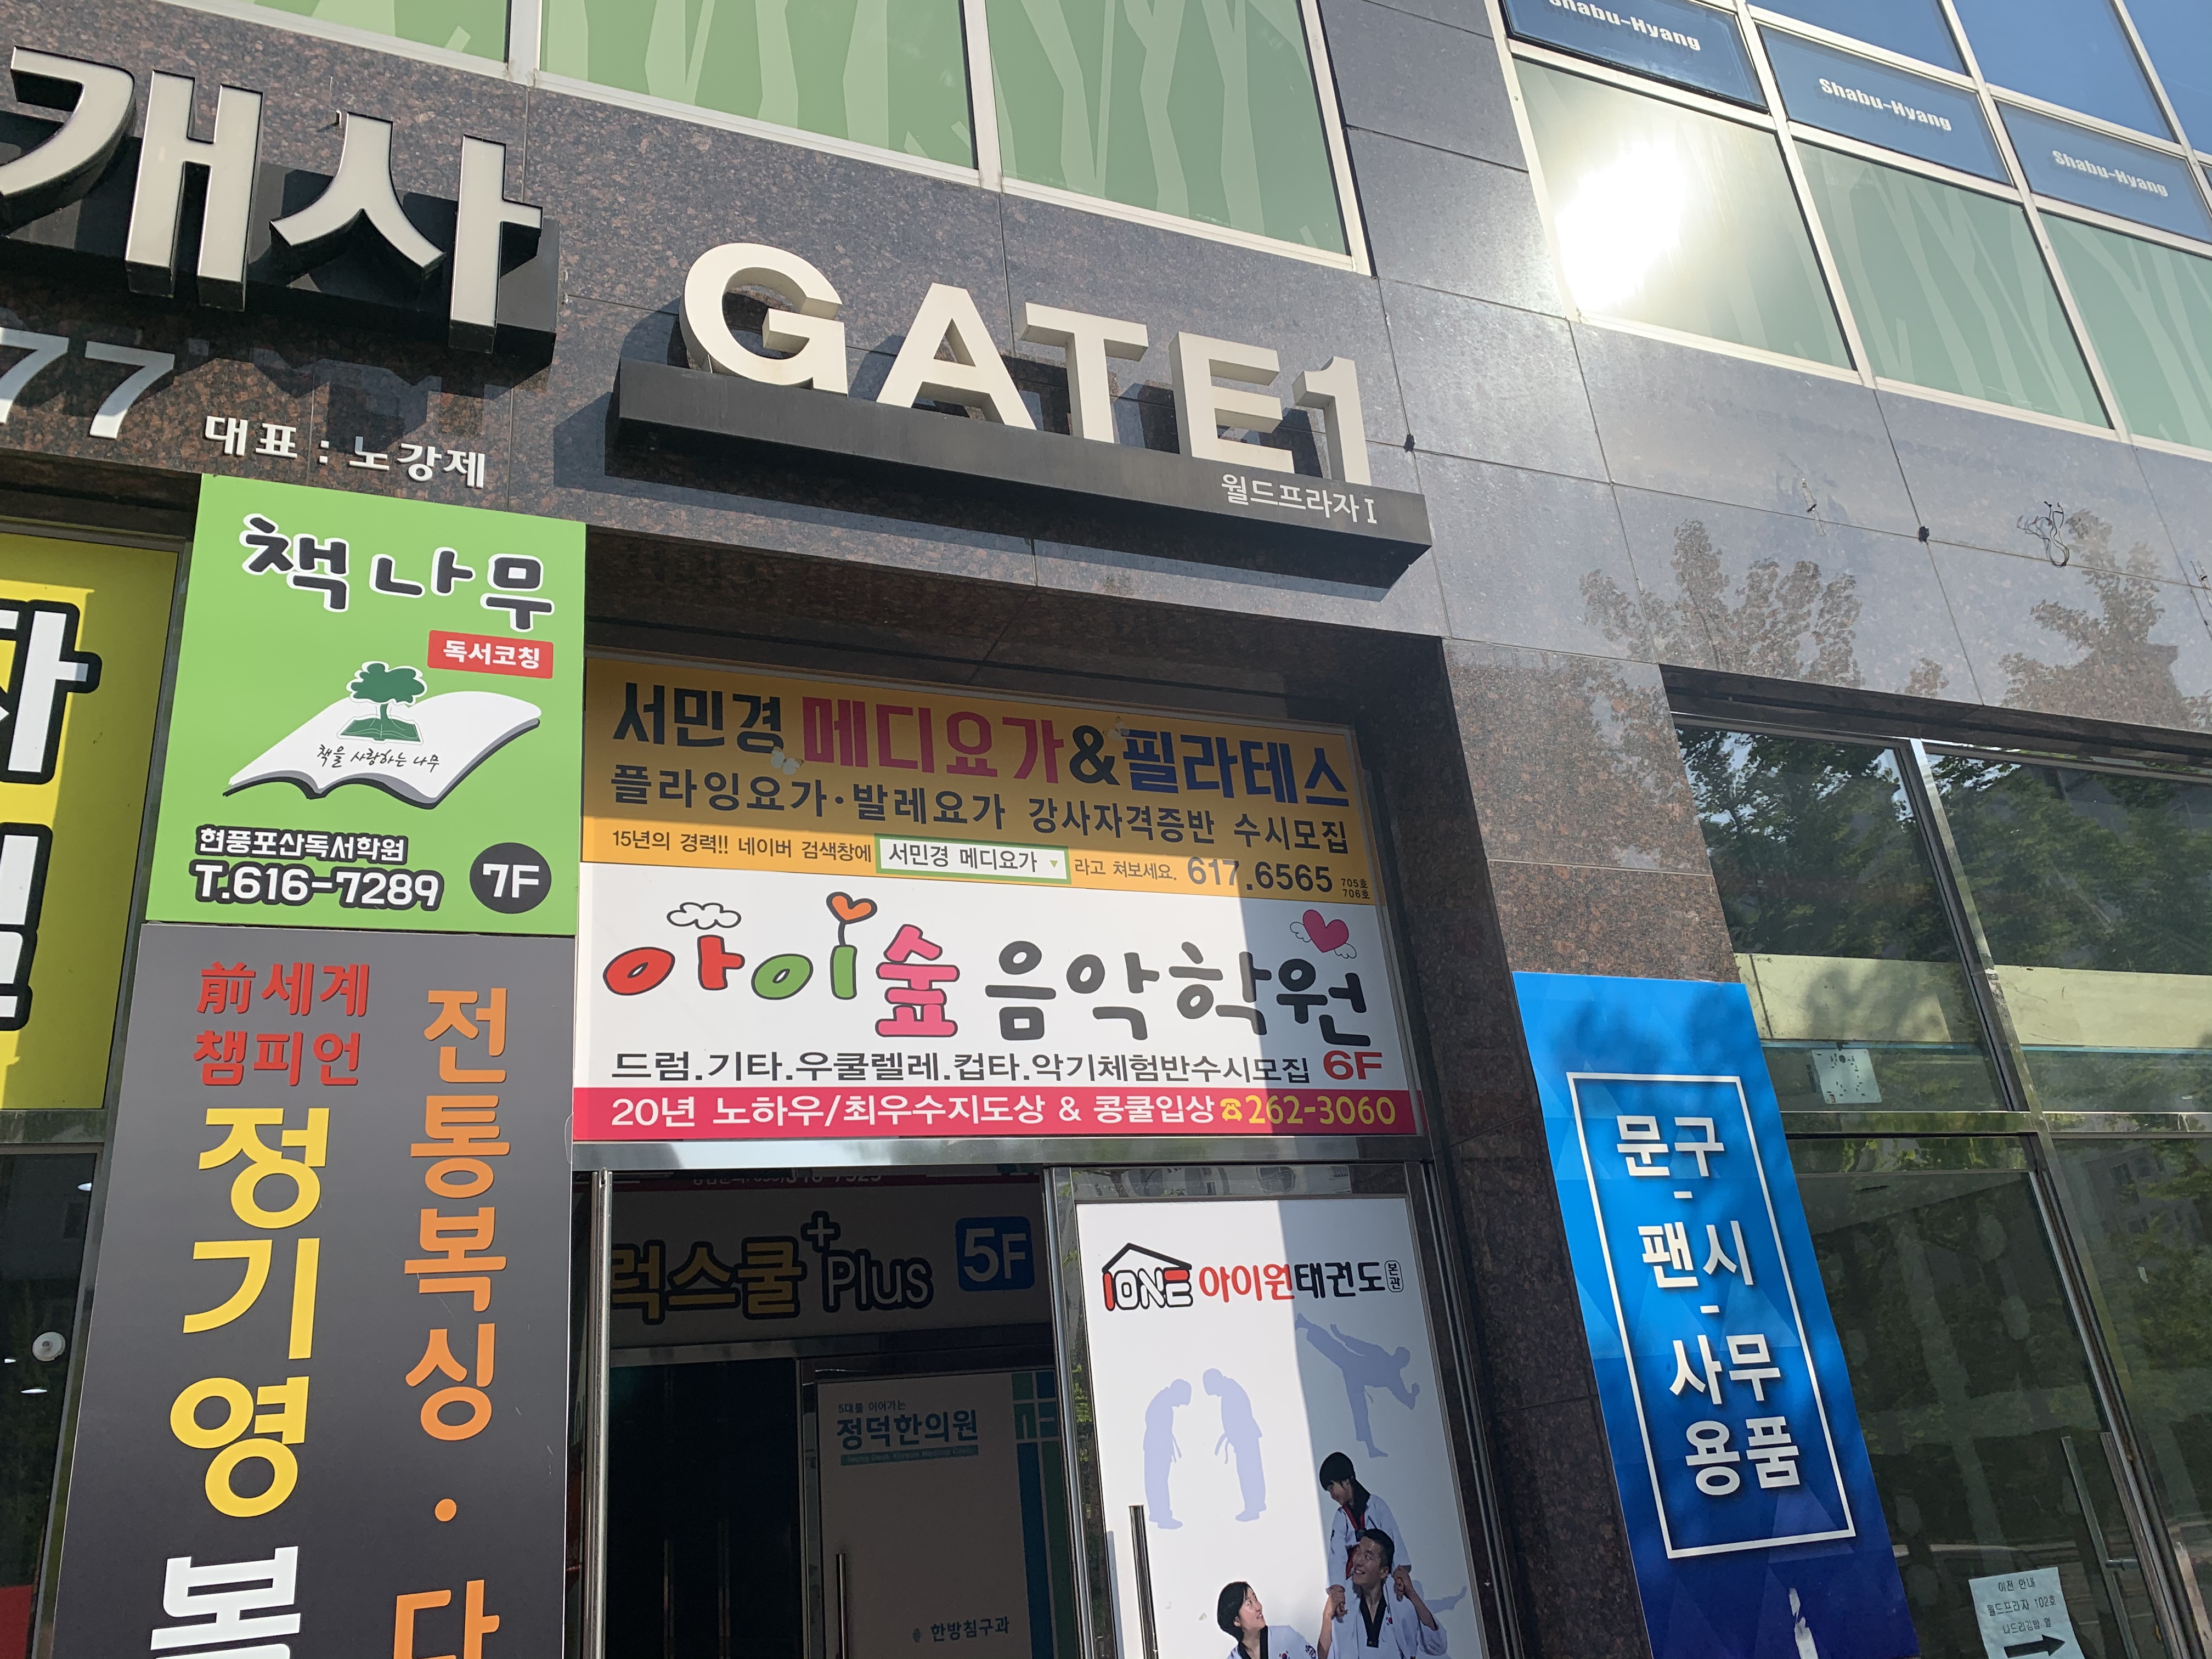 Shabu-Hyang
Shabu-Hyang
Shabu-Hyang
개사
77
대표 : 노강제
GATE1
월드프라자 I
책나무
독서코칭
책을 사랑하는 나무
현풍포산독서학원
T.616-7289
7F
서민경 메디요가&필라테스
플라잉요가·발레요가 강사자격증반 수시모집
15년의 경력!! 네이버 검색창에 서민경 메디요가 라고 쳐보세요. 617.6565 705호 706호
아이숲 음악학원
드럼.기타.우쿨렐레.컵타.악기체험반수시모집 6F
20년 노하우/최우수지도상 & 콩쿨입상☎262-3060
前세계
챔피언
정기영 복
전통복싱·다
럭스쿨+Plus 5F
5대를 이어가는
정덕한의원
한방침구과
IONE 아이원태권도 본관
문구
-
팬시
-
사무
용품
이전 안내
월드프라자 102호
나드리김밥 옆